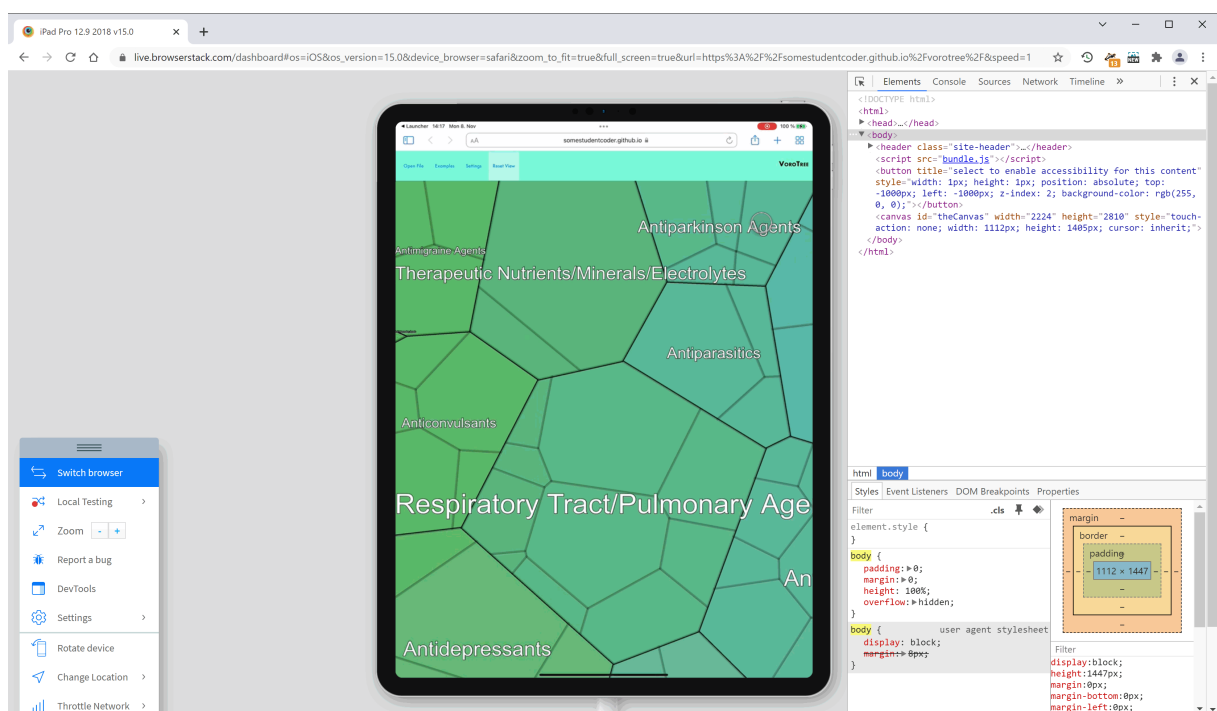 iPad Pro 12.9 2018 v15.0
live.browserstack.com/dashboard#os=iOS&os_version=15.0&device_browser=safari&zoom_to_fit=true&full_screen=true&url=https%3A%2F%2Fsomestudentcoder.github.io%2Fvorotree%2F&speed=1
13
NEW
Launcher 14:17 Mon 8. Nov
100 %
AA
somestudentcoder.github.io
Open File Examples Settings Reset View
VoroTree
Antiparkinson Agents
Antimigraine Agents
Therapeutic Nutrients/Minerals/Electrolytes
Antiparasitics
Anticonvulsants
Respiratory Tract/Pulmonary Age
An
Antidepressants
Switch browser
Local Testing
Zoom - +
Report a bug
DevTools
Settings
Rotate device
Change Location
Throttle Network
Elements Console Sources Network Timeline »
<!DOCTYPE html>
<html>
<head>…</head>
<body>
<header class="site-header">…</header>
<script src="bundle.js"></script>
<button title="select to enable accessibility for this content"
style="width: 1px; height: 1px; position: absolute; top:
-1000px; left: -1000px; z-index: 2; background-color: rgb(255,
0, 0);"></button>
<canvas id="theCanvas" width="2224" height="2810" style="touch-
action: none; width: 1112px; height: 1405px; cursor: inherit;">
</body>
</html>
html body
Styles Event Listeners DOM Breakpoints Properties
Filter .cls
element.style {
}
body {
padding: 0;
margin: 0;
height: 100%;
overflow: hidden;
}
body { user agent stylesheet
display: block;
margin: 8px;
}
margin –
border –
padding
– – – 1112 × 1447 – – –
–
–
–
Filter
display:block;
height:1447px;
margin:0px;
margin-bottom:0px;
margin-left:0px;